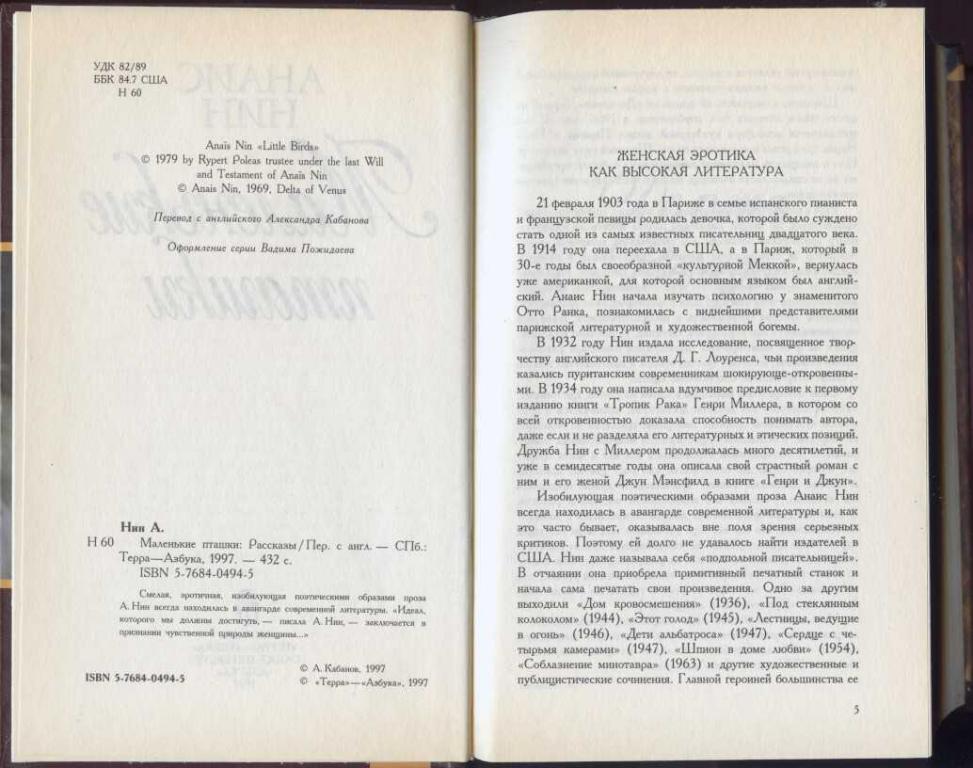 УДК 82/89
ББК 84.7 США
Н 60
Anaïs Nin «Little Birds»
© 1979 by Rypert Poleas trustee under the last Will
and Testament of Anaïs Nin
© Anais Nin, 1969, Delta of Venus
Перевод с английского Александра Кабанова
Оформление серии Вадима Пожидаева
Нин А.
Н 60 Маленькие пташки: Рассказы/Пер. с англ. — СПб.:
Терра—Азбука, 1997. — 432 с.
ISBN 5-7684-0494-5
Смелая, эротичная, изобилующая поэтическими образами проза
А. Нин всегда находилась в авангарде современной литературы. «Идеал,
которого мы должны достигнуть, — писала А. Нин, — заключается в
признании чувственной природы женщины...»
© А. Кабанов, 1997
ISBN 5-7684-0494-5
© «Терра»—«Азбука», 1997
ЖЕНСКАЯ ЭРОТИКА
КАК ВЫСОКАЯ ЛИТЕРАТУРА
21 февраля 1903 года в Париже в семье испанского пианиста
и французской певицы родилась девочка, которой было суждено
стать одной из самых известных писательниц двадцатого века.
В 1914 году она переехала в США, а в Париж, который в
30-е годы был своеобразной «культурной Меккой», вернулась
уже американкой, для которой основным языком был англий-
ский. Анаис Нин начала изучать психологию у знаменитого
Отто Ранка, познакомилась с виднейшими представителями
парижской литературной и художественной богемы.
В 1932 году Нин издала исследование, посвященное твор-
честву английского писателя Д. Г. Лоуренса, чьи произведения
казались пуританским современникам шокирующе-откровенны-
ми. В 1934 году она написала вдумчивое предисловие к первому
изданию книги «Тропик Рака» Генри Миллера, в котором со
всей откровенностью доказала способность понимать автора,
даже если и не разделяла его литературных и этических позиций.
Дружба Нин с Миллером продолжалась много десятилетий, и
уже в семидесятые годы она описала свой страстный роман с
ним и его женой Джун Мэнсфилд в книге «Генри и Джун».
Изобилующая поэтическими образами проза Анаис Нин
всегда находилась в авангарде современной литературы и, как
это часто бывает, оказывалась вне поля зрения серьезных
критиков. Поэтому ей долго не удавалось найти издателей в
США. Нин даже называла себя «подпольной писательницей».
В отчаянии она приобрела примитивный печатный станок и
начала сама печатать свои произведения. Одно за другим
выходили «Дом кровосмешения» (1936), «Под стеклянным
колоколом» (1944), «Этот голод» (1945), «Лестницы, ведущие
в огонь» (1946), «Дети альбатроса» (1947), «Сердце с че-
тырьмя камерами» (1947), «Шпион в доме любви» (1954),
«Соблазнение минотавра» (1963) и другие художественные и
публицистические сочинения. Главной героиней большинства ее
5